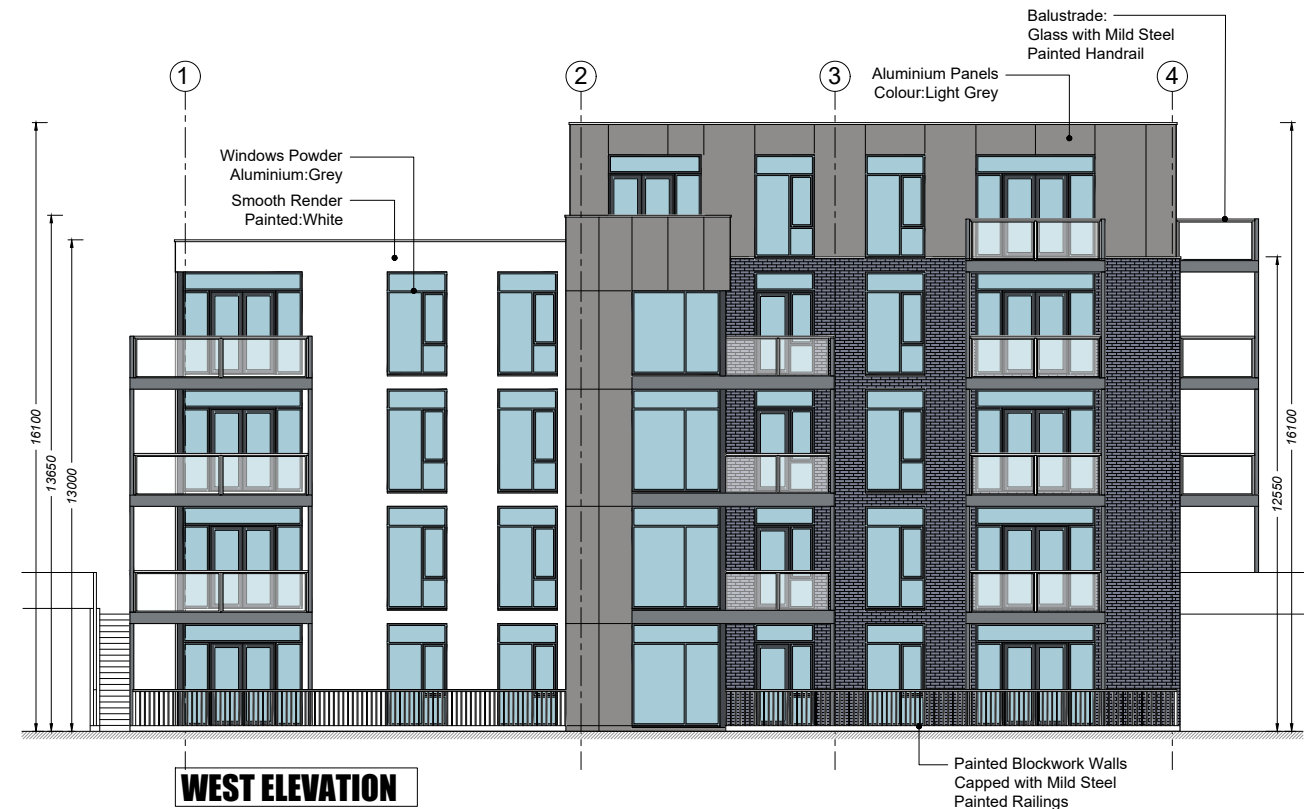 Balustrade:
Glass with Mild Steel
Painted Handrail
1
2
3
4
Aluminium Panels
Colour:Light Grey
Windows Powder
Aluminium:Grey
Smooth Render
Painted:White
16100
13650
13000
16100
12550
Painted Blockwork Walls
Capped with Mild Steel
Painted Railings
WEST ELEVATION